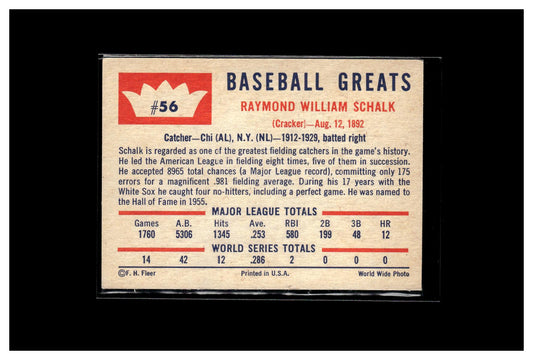 #56
BASEBALL GREATS
RAYMOND WILLIAM SCHALK
(Cracker)—Aug. 12, 1892
Catcher—Chi (AL), N.Y. (NL)—1912-1929, batted right
Schalk is regarded as one of the greatest fielding catchers in the game's history.
He led the American League in fielding eight times, five of them in succession.
He accepted 8965 total chances (a Major League record), committing only 175
errors for a magnificent .981 fielding average. During his 17 years with the
White Sox he caught four no-hitters, including a perfect game. He was named to
the Hall of Fame in 1955.
MAJOR LEAGUE TOTALS
Games A.B. Hits Ave. RBI 2B 3B HR
1760 5306 1345 .253 580 199 48 12
WORLD SERIES TOTALS
14 42 12 .286 2 0 0 0
©F. H. Fleer Printed in U.S.A. World Wide Photo